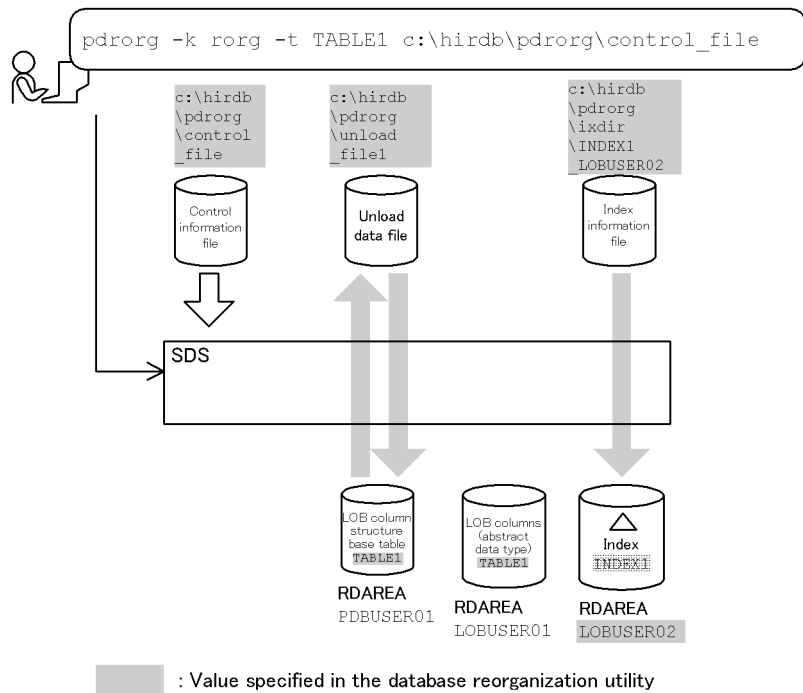 pdrorg -k rorg -t TABLE1 c:\hirdb\pdrorg\control_file
c:\hirdb
\pdrorg
\control
_file
c:\hirdb
\pdrorg
\unload
_file1
c:\hirdb
\pdrorg
\ixdir
\INDEX1
_LOBUSER02
Control
information
file
Unload
data file
Index
information
file
SDS
LOB column
structure
base table
TABLE1
RDAREA
PDBUSER01
LOB columns
(abstract
data type)
TABLE1
RDAREA
LOBUSER01
Index
INDEX1
RDAREA
LOBUSER02
: Value specified in the database reorganization utility